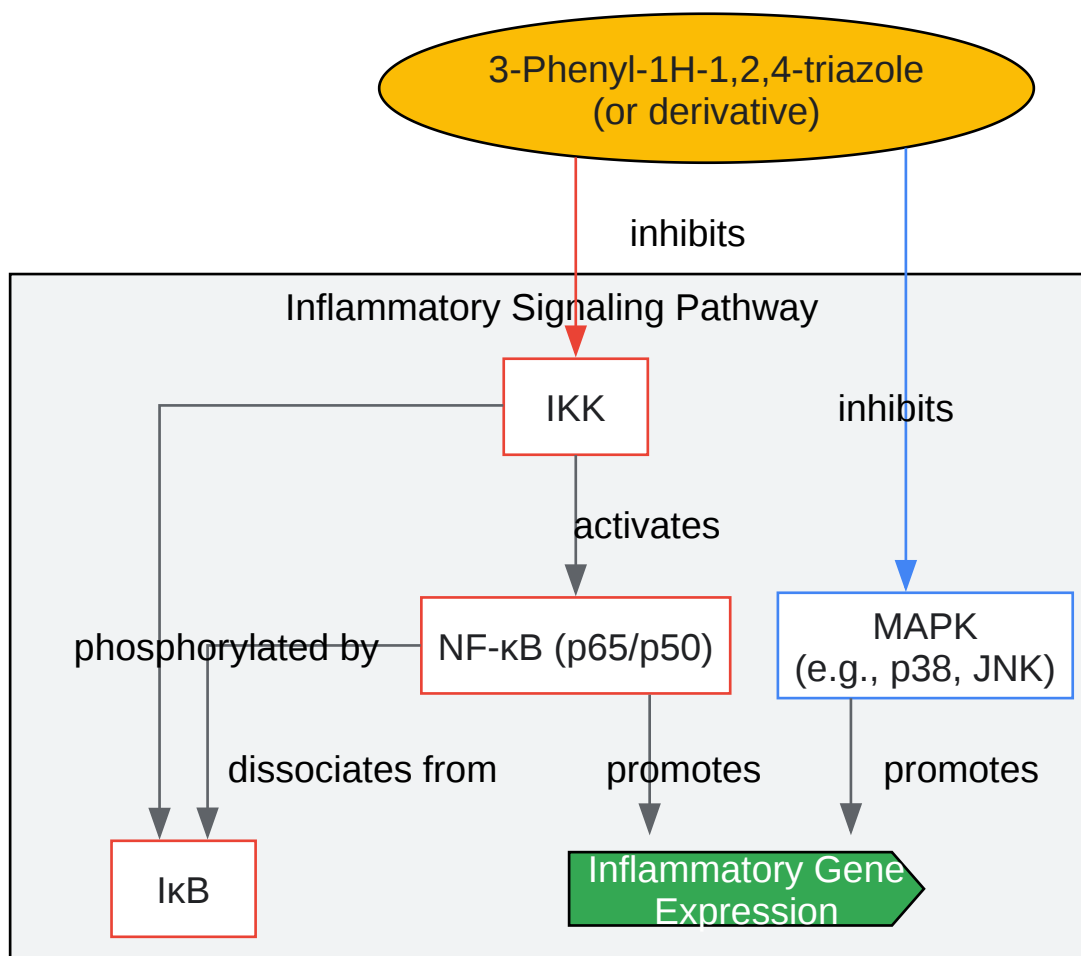 3-Phenyl-1H-1,2,4-triazole
(or derivative)
inhibits
Inflammatory Signaling Pathway
IKK
inhibits
activates
phosphorylated by
NF-κB (p65/p50)
MAPK
(e.g., p38, JNK)
dissociates from
promotes
promotes
IκB
Inflammatory Gene
Expression